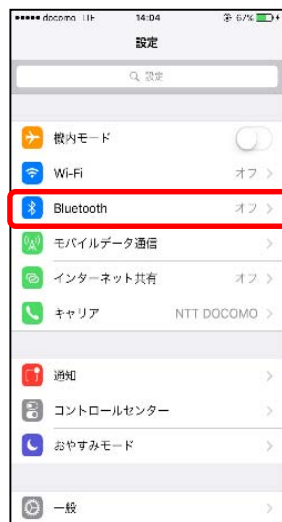 docomo LTE 14:04 67%
設定
設定
機内モード
Wi-Fi オフ
Bluetooth オフ
モバイルデータ通信
インターネット共有 オフ
キャリア NTT DOCOMO
通知
コントロールセンター
おやすみモード
一般